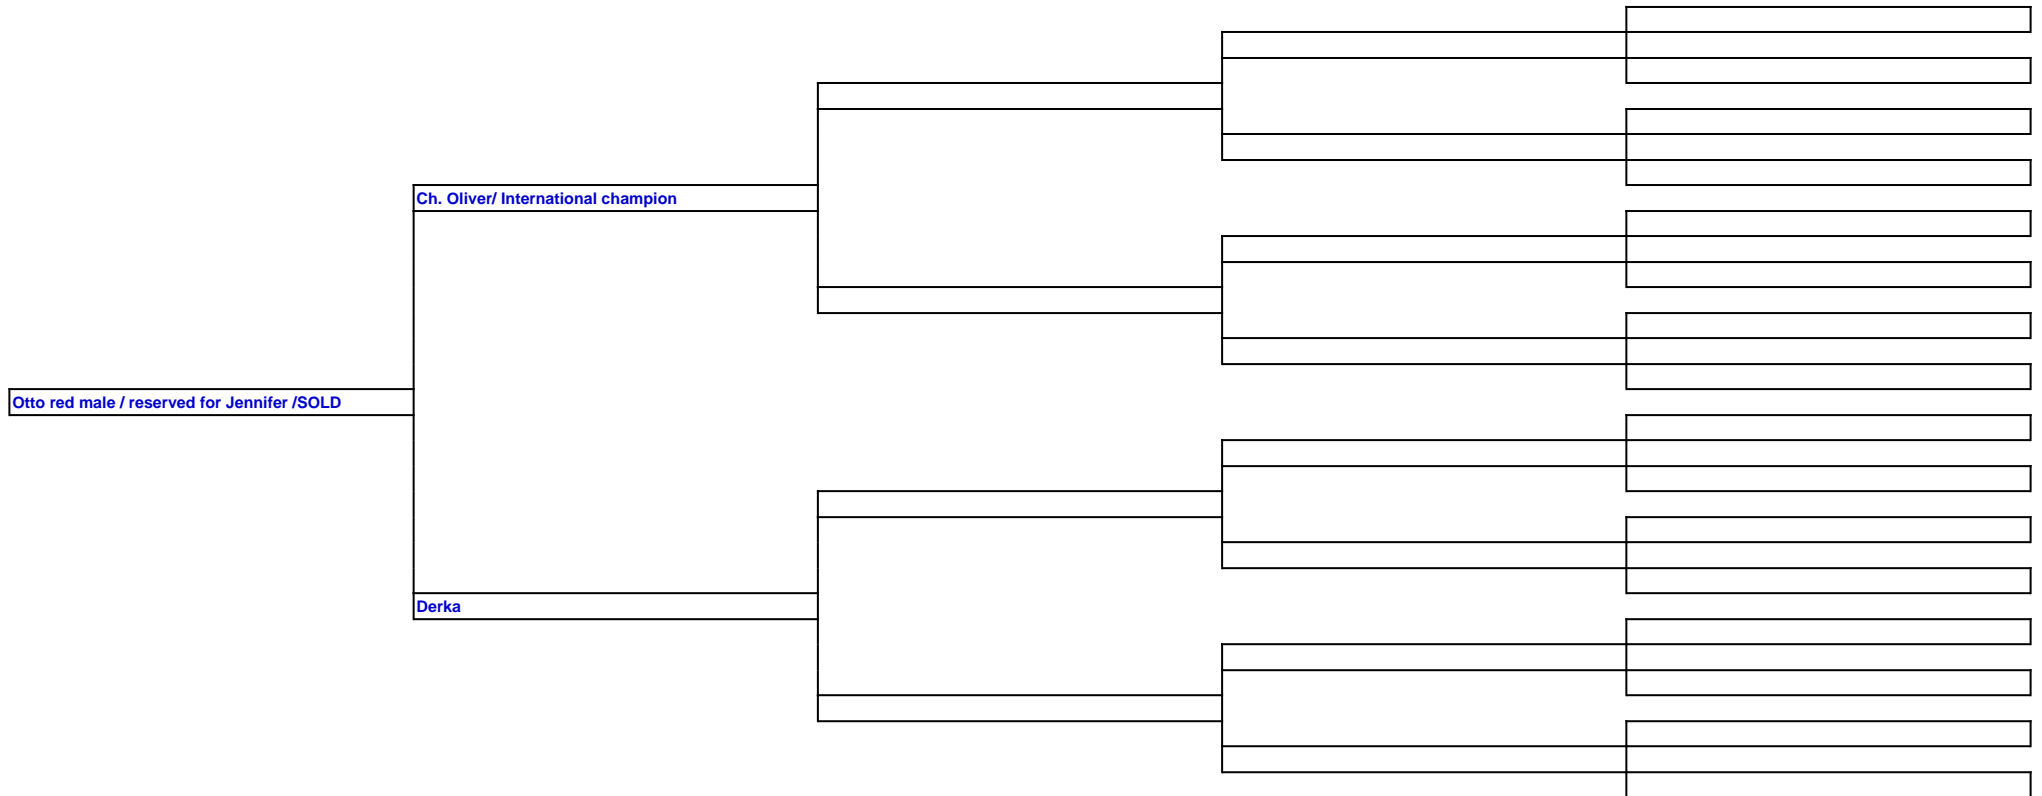 Ch. Oliver/ International champion
Otto red male / reserved for Jennifer /SOLD
Derka